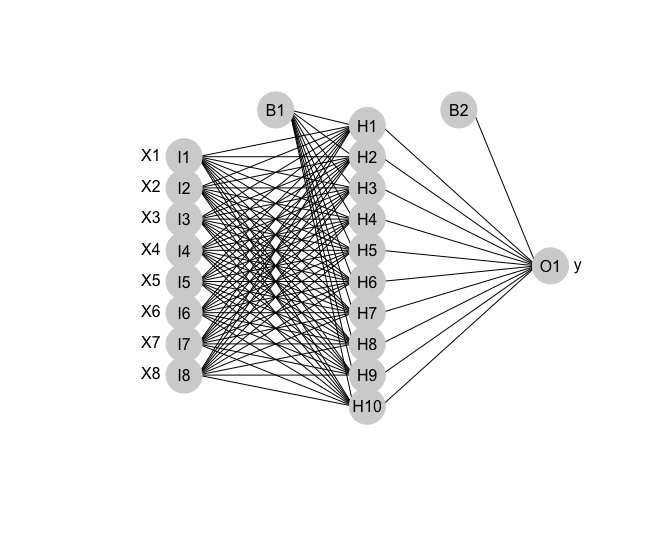 B1
B2
H1
X1 I1 H2
X2 I2 H3
X3 I3 H4
X4 I4 H5
O1 y
X5 I5 H6
X6 I6 H7
X7 I7 H8
X8 I8 H9
H10